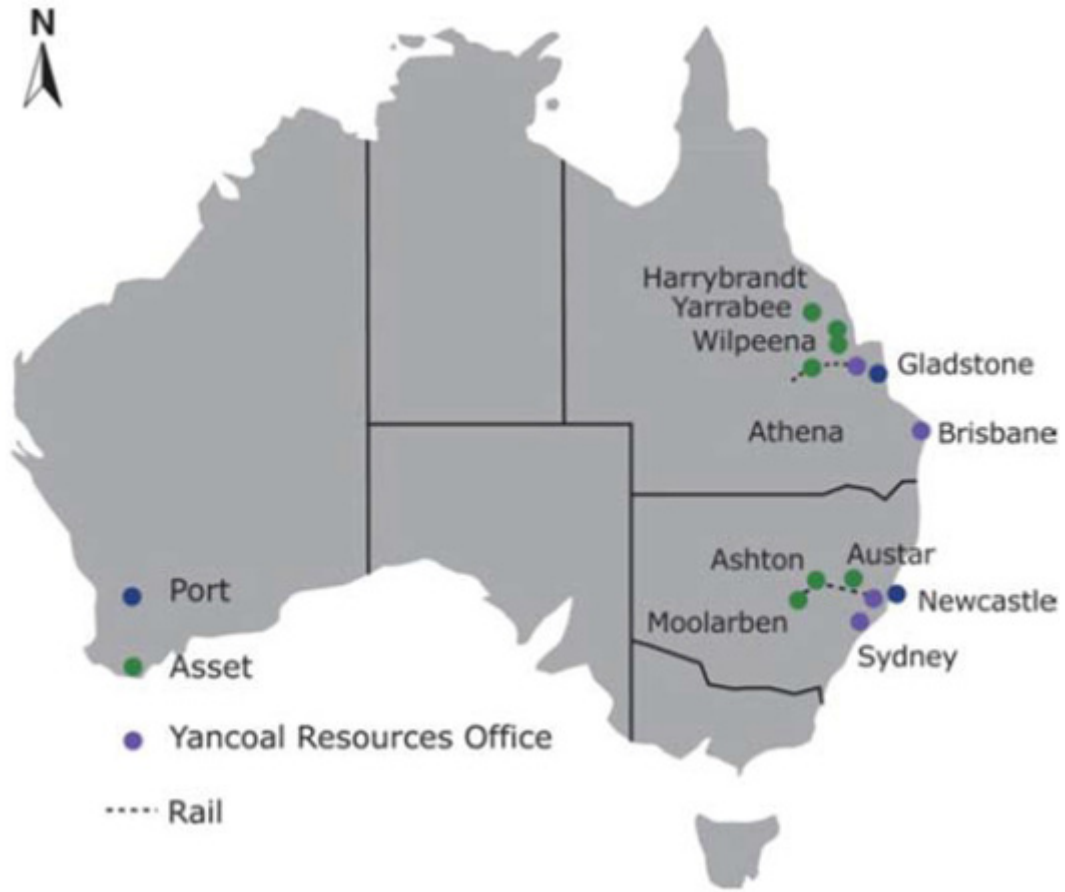 N
Harrybrandt
Yarrabee
Wilpeena
Gladstone
Athena
Brisbane
Ashton
Austar
Newcastle
Moolarben
Sydney
Port
Asset
Yancoal Resources Office
Rail